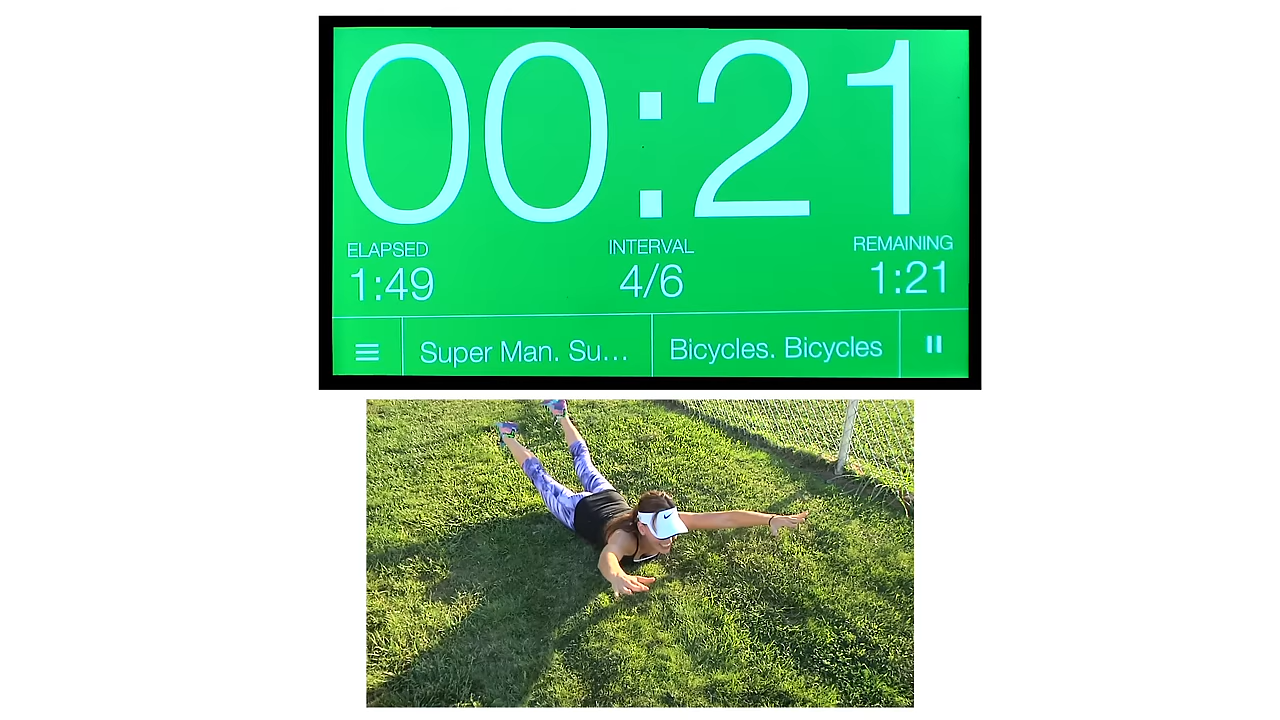 00:21
ELAPSED INTERVAL REMAINING
1:49 4/6 1:21
Super Man. Su... Bicycles. Bicycles